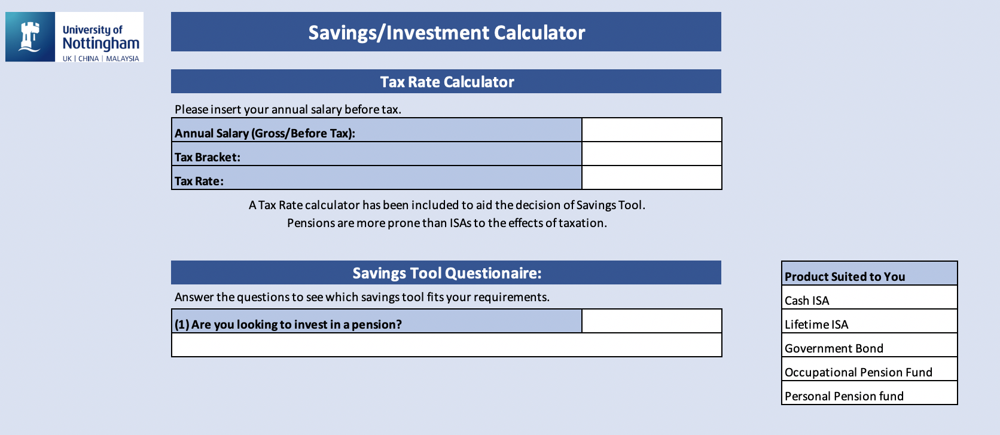 University of
Nottingham
UK | CHINA | MALAYSIA
Savings/Investment Calculator
Tax Rate Calculator
Please insert your annual salary before tax.
Annual Salary (Gross/Before Tax):
Tax Bracket:
Tax Rate:
A Tax Rate calculator has been included to aid the decision of Savings Tool.
Pensions are more prone than ISAs to the effects of taxation.
Savings Tool Questionaire:
Answer the questions to see which savings tool fits your requirements.
(1) Are you looking to invest in a pension?
Product Suited to You
Cash ISA
Lifetime ISA
Government Bond
Occupational Pension Fund
Personal Pension fund